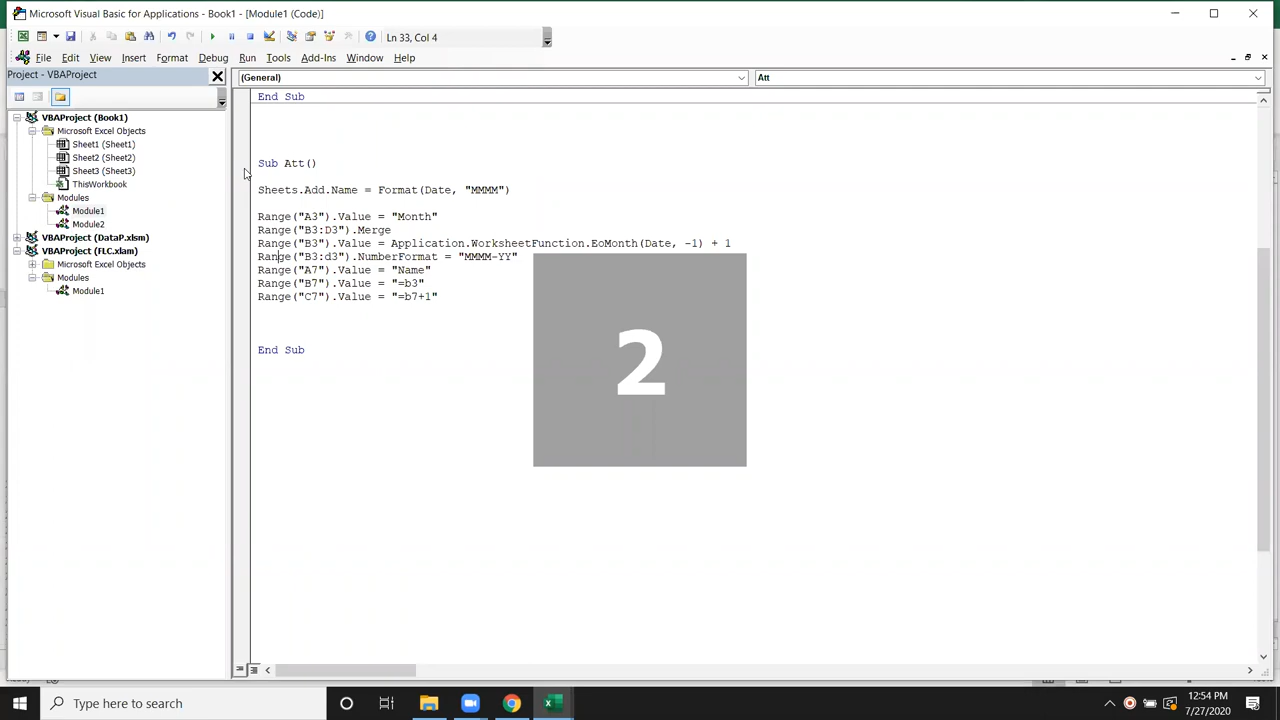 Microsoft Visual Basic for Applications - Book1 - [Module1 (Code)]
Ln 33, Col 4
File Edit View Insert Format Debug Run Tools Add-Ins Window Help
Project - VBAProject
(General)
Att
VBAProject (Book1)
Microsoft Excel Objects
Sheet1 (Sheet1)
Sheet2 (Sheet2)
Sheet3 (Sheet3)
ThisWorkbook
Modules
Module1
Module2
VBAProject (DataP.xlsm)
VBAProject (FLC.xlam)
Microsoft Excel Objects
Modules
Module1
End Sub
Sub Att()
Sheets.Add.Name = Format(Date, "MMMM")
Range("A3").Value = "Month"
Range("B3:D3").Merge
Range("B3").Value = Application.WorksheetFunction.EoMonth(Date, -1) + 1
Range("B3:d3").NumberFormat = "MMMM-YY"
Range("A7").Value = "Name"
Range("B7").Value = "=b3"
Range("C7").Value = "=b7+1"
End Sub
2
Type here to search
12:54 PM
7/27/2020